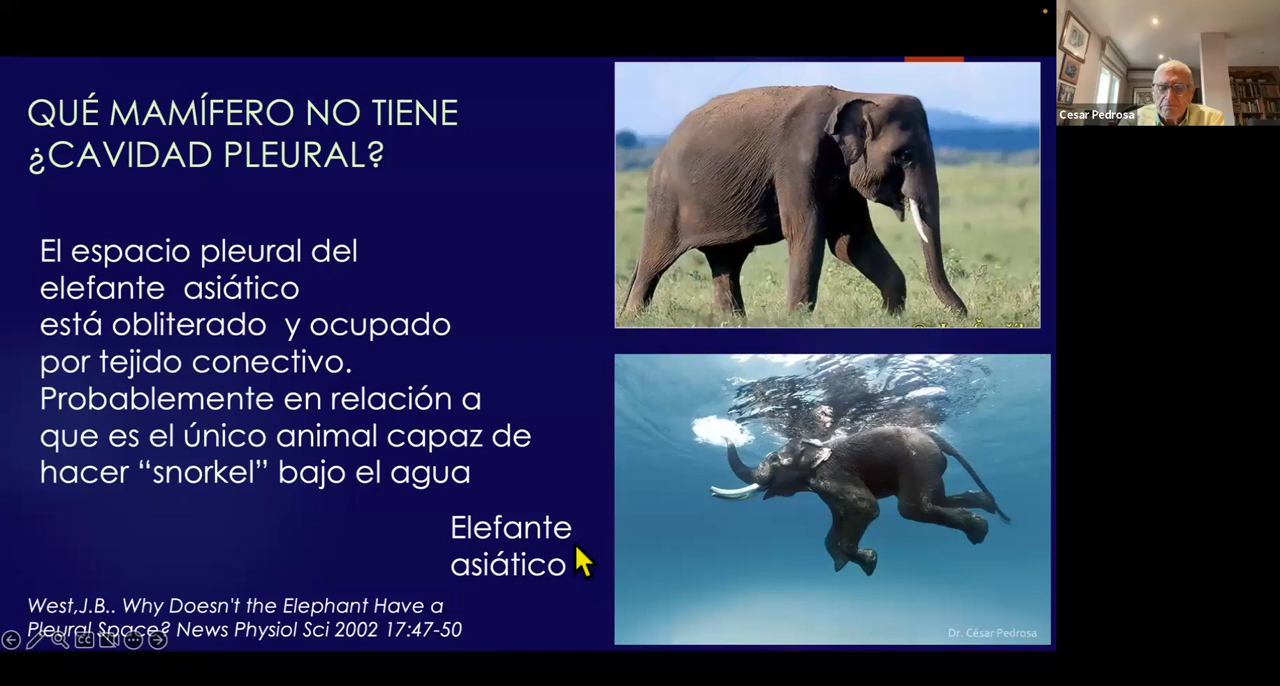 QUÉ MAMÍFERO NO TIENE
¿CAVIDAD PLEURAL?
El espacio pleural del
elefante asiático
está obliterado y ocupado
por tejido conectivo.
Probablemente en relación a
que es el único animal capaz de
hacer “snorkel” bajo el agua
Elefante
asiático
West,J.B.. Why Doesn't the Elephant Have a
Pleural Space? News Physiol Sci 2002 17:47-50
CC
Dr. César Pedrosa
Cesar Pedrosa